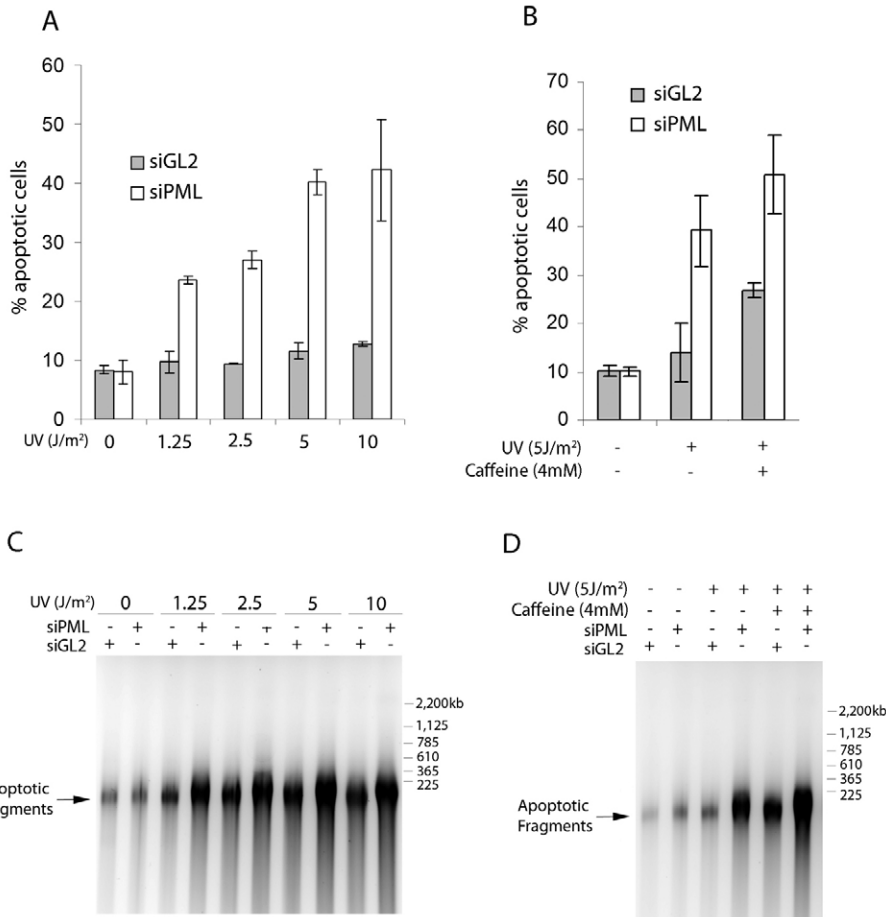 A
60
50
40
30
20
10
0
% apoptotic cells
siGL2
siPML
UV (J/m²) 0 1.25 2.5 5 10
B
70
60
50
40
30
20
10
0
% apoptotic cells
siGL2
siPML
UV (5J/m²) - + +
Caffeine (4mM) - - +
C
UV (J/m²) 0 1.25 2.5 5 10
siPML - + - + - + - + - +
siGL2 + - + - + - + - + -
2,200kb
1,125
785
610
365
225
optotic
gments
D
UV (5J/m²) - - + + + +
Caffeine (4mM) - - - - + +
siPML - + - + - +
siGL2 + - + - + -
2,200kb
1,125
785
610
365
225
Apoptotic
Fragments